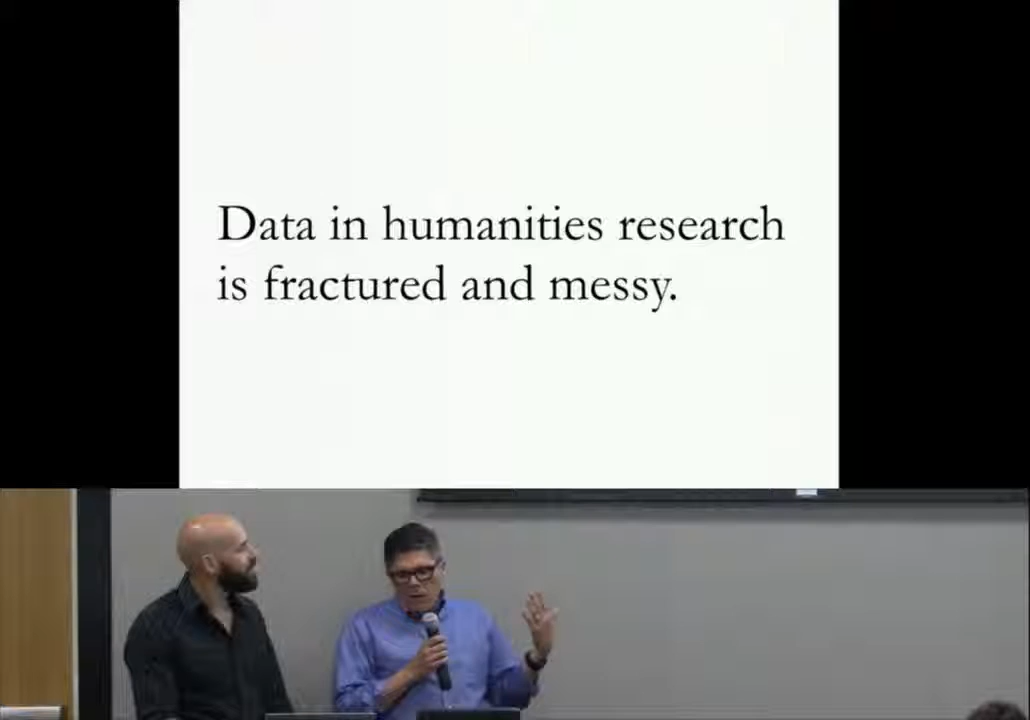 Data in humanities research
is fractured and messy.